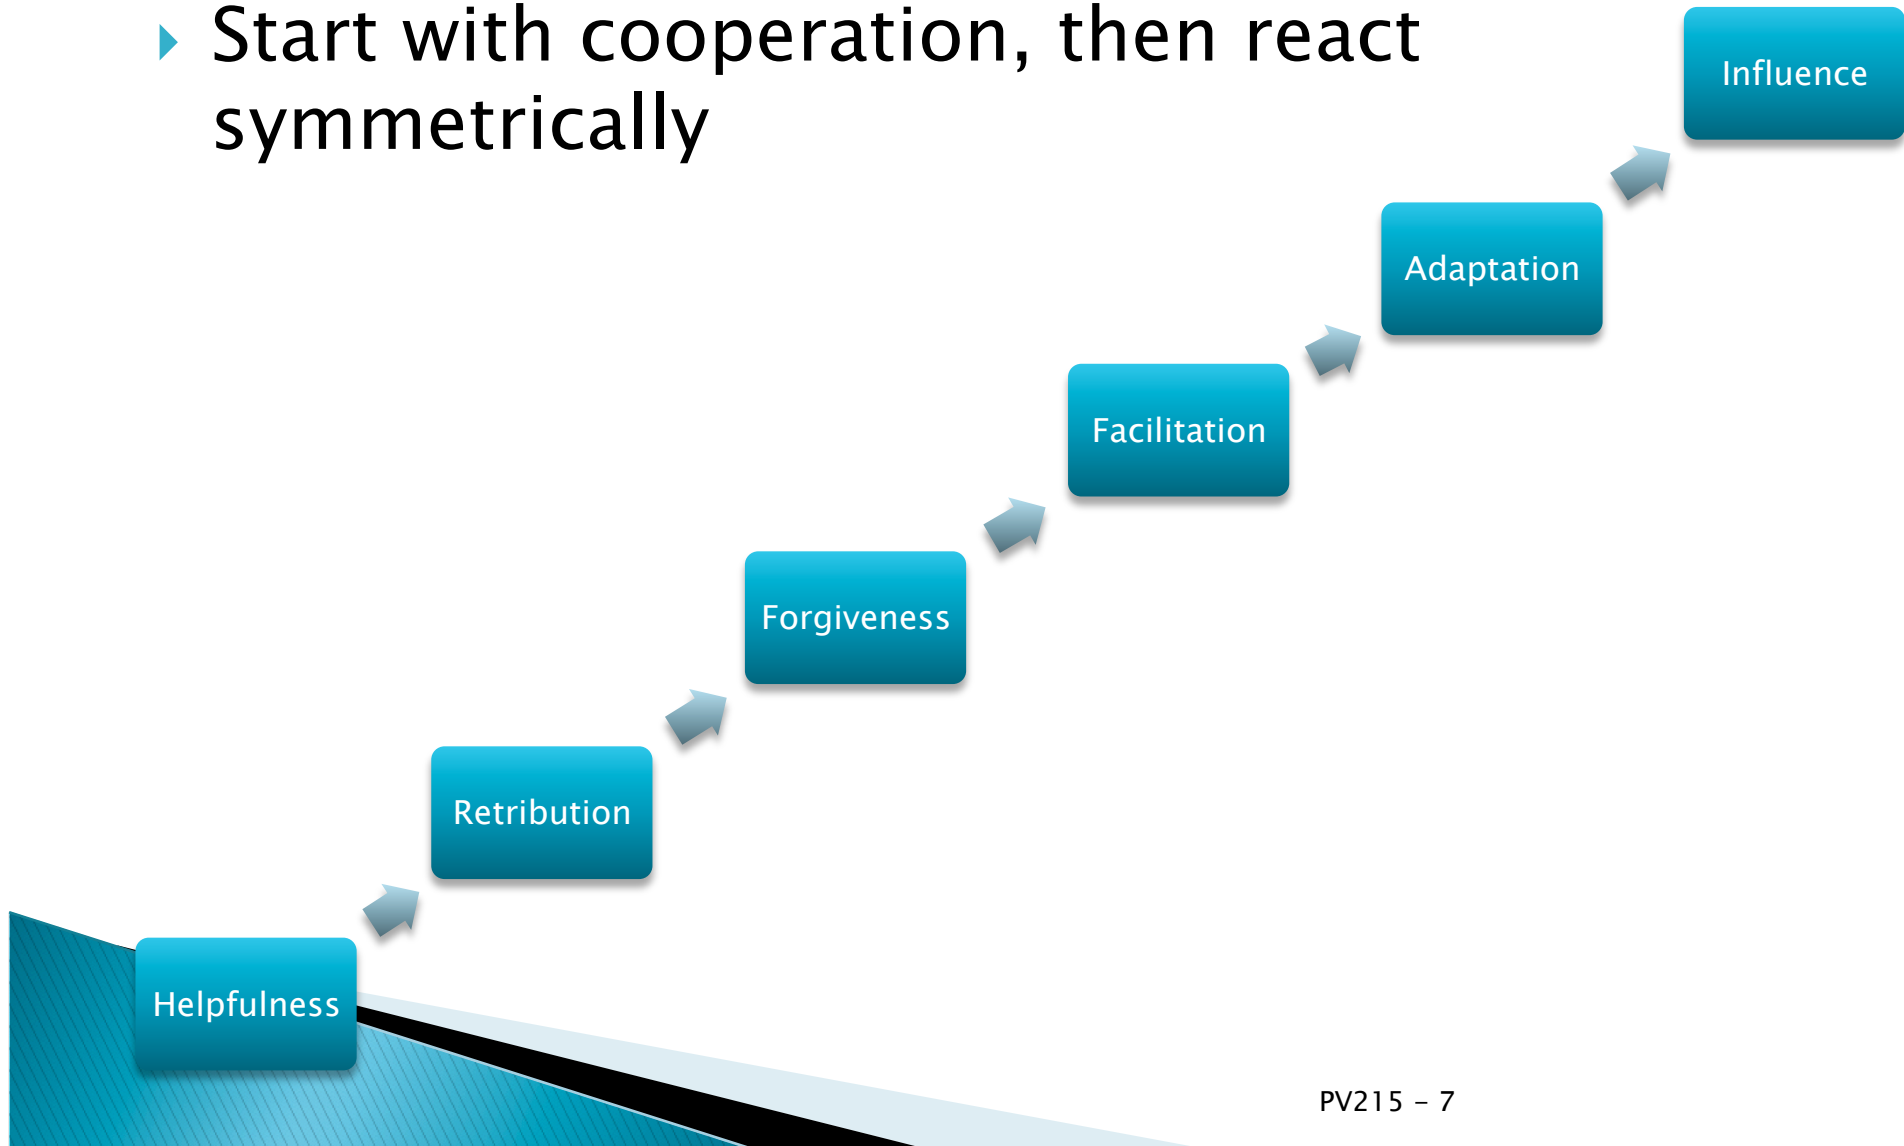 Start with cooperation, then react
symmetrically
Influence
Adaptation
Facilitation
Forgiveness
Retribution
Helpfulness
PV215 - 7